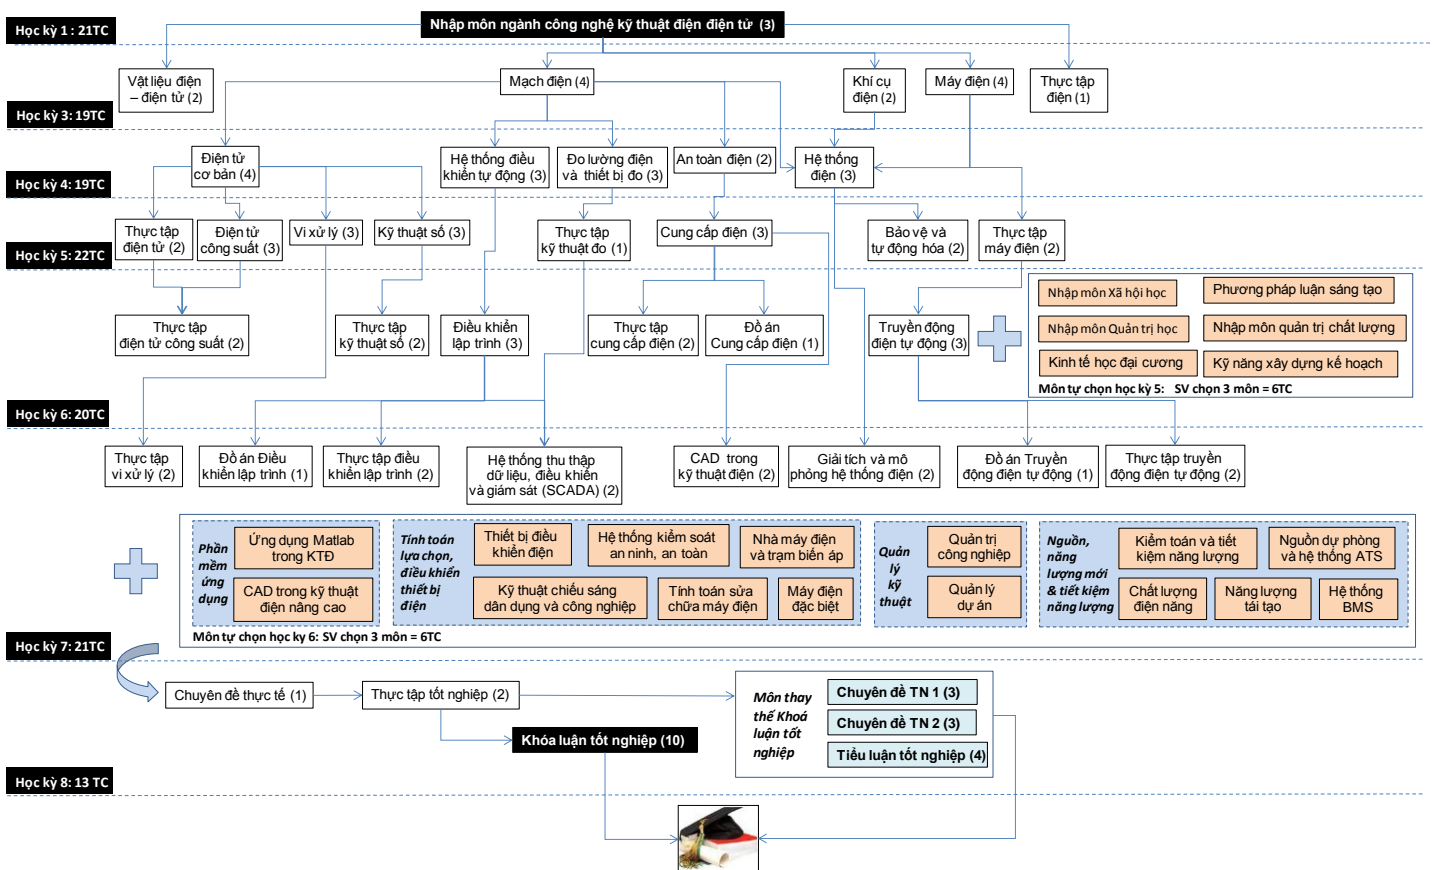 Học kỳ 1 : 21TC
Nhập môn ngành công nghệ kỹ thuật điện điện tử (3)
Vật liệu điện
– điện tử (2)
Mạch điện (4)
Khí cụ
điện (2)
Máy điện (4)
Thực tập
điện (1)
Học kỳ 3: 19TC
Điện tử
cơ bản (4)
Hệ thống điều
khiển tự động (3)
Đo lường điện
và thiết bị đo (3)
An toàn điện (2)
Hệ thống
điện (3)
Học kỳ 4: 19TC
Thực tập
điện tử (2)
Điện tử
công suất (3)
Vi xử lý (3)
Kỹ thuật số (3)
Thực tập
kỹ thuật đo (1)
Cung cấp điện (3)
Bảo vệ và
tự động hóa (2)
Thực tập
máy điện (2)
Học kỳ 5: 22TC
Thực tập
điện tử công suất (2)
Thực tập
kỹ thuật số (2)
Điều khiển
lập trình (3)
Thực tập
cung cấp điện (2)
Đồ án
Cung cấp điện (1)
Truyền động
điện tự động (3)
Nhập môn Xã hội học
Phương pháp luận sáng tạo
Nhập môn Quản trị học
Nhập môn quản trị chất lượng
Kinh tế học đại cương
Kỹ năng xây dựng kế hoạch
Môn tự chọn học kỳ 5: SV chọn 3 môn = 6TC
Học kỳ 6: 20TC
Thực tập
vi xử lý (2)
Đồ án Điều
khiển lập trình (1)
Thực tập điều
khiển lập trình (2)
Hệ thống thu thập
dữ liệu, điều khiển
và giám sát (SCADA) (2)
CAD trong
kỹ thuật điện (2)
Giải tích và mô
phỏng hệ thống điện (2)
Đồ án Truyền
động điện tự động (1)
Thực tập truyền
động điện tự động (2)
Phần
mềm
ứng
dụng
Ứng dụng Matlab
trong KTĐ
CAD trong kỹ thuật
điện nâng cao
Tính toán
lựa chọn,
điều khiển
thiết bị
điện
Thiết bị điều
khiển điện
Hệ thống kiểm soát
an ninh, an toàn
Nhà máy điện
và trạm biến áp
Kỹ thuật chiếu sáng
dân dụng và công nghiệp
Tính toán sửa
chữa máy điện
Máy điện
đặc biệt
Quản
lý
kỹ
thuật
Quản trị
công nghiệp
Quản lý
dự án
Nguồn,
năng
lượng mới
& tiết kiệm
năng lượng
Kiểm toán và tiết
kiệm năng lượng
Nguồn dự phòng
và hệ thống ATS
Chất lượng
điện năng
Năng lượng
tái tạo
Hệ thống
BMS
Môn tự chọn học ky 6: SV chọn 3 môn = 6TC
Học kỳ 7: 21TC
Chuyên đề thực tế (1)
Thực tập tốt nghiệp (2)
Khóa luận tốt nghiệp (10)
Môn thay
thế Khoá
luận tốt
nghiệp
Chuyên đề TN 1 (3)
Chuyên đề TN 2 (3)
Tiểu luận tốt nghiệp (4)
Học kỳ 8: 13 TC